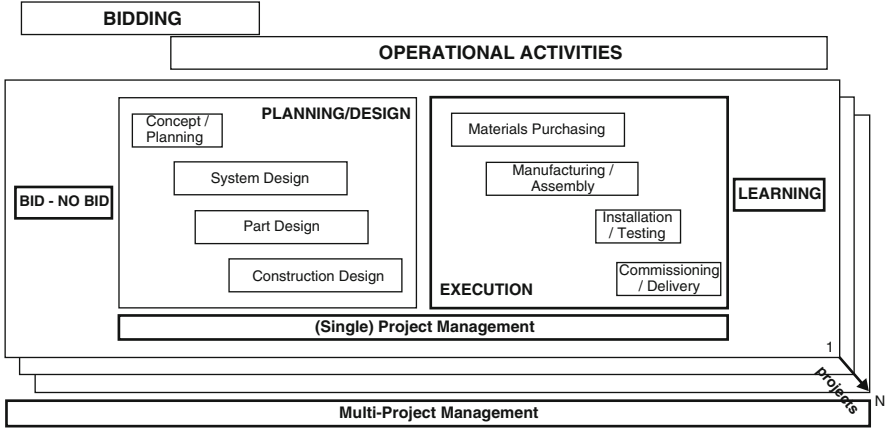 BIDDING
OPERATIONAL ACTIVITIES
PLANNING/DESIGN
Concept /
Planning
System Design
Part Design
Construction Design
BID - NO BID
Materials Purchasing
Manufacturing /
Assembly
Installation
/ Testing
Commissioning
/ Delivery
EXECUTION
LEARNING
(Single) Project Management
1
projects
N
Multi-Project Management